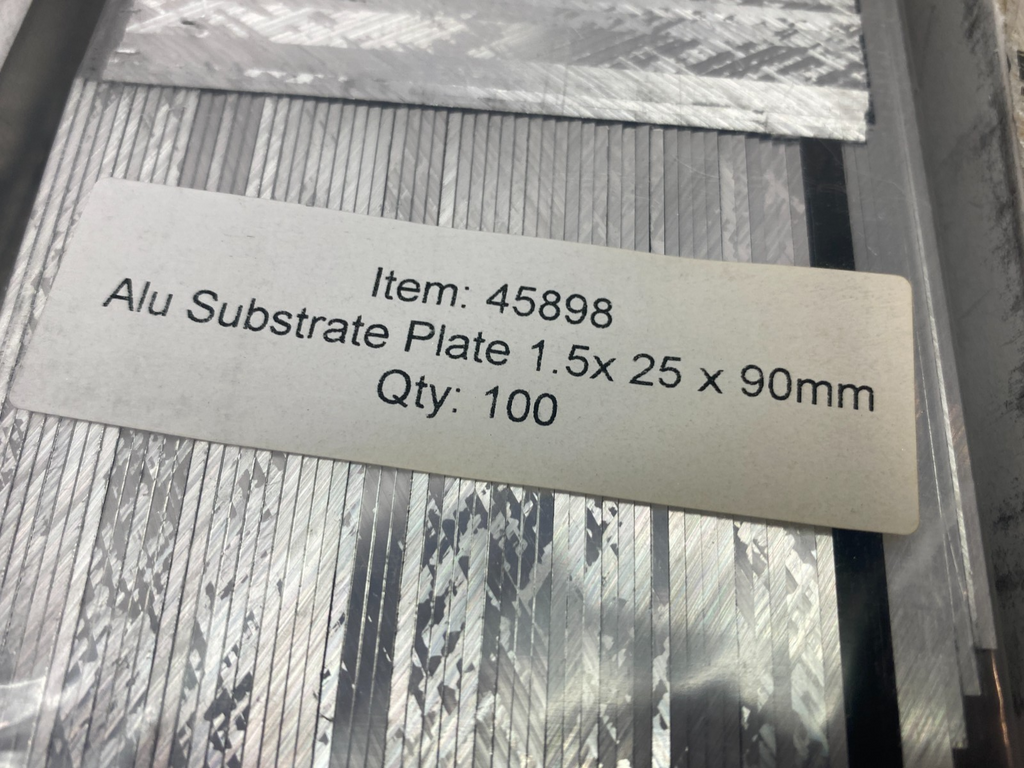 Item: 45898
Alu Substrate Plate 1.5x 25 x 90mm
Qty: 100